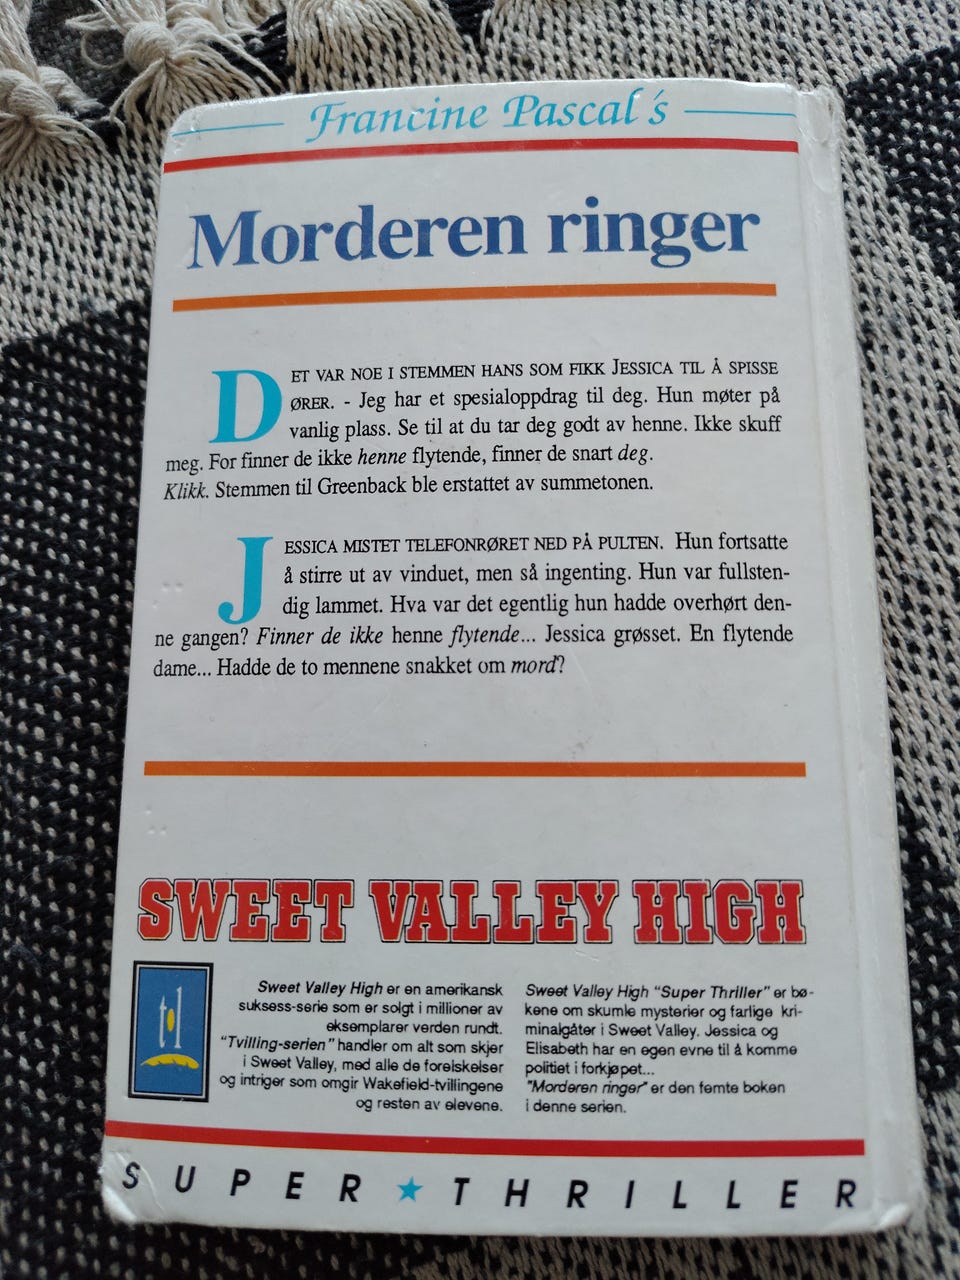 Francine Pascal´s
Morderen ringer
DET VAR NOE I STEMMEN HANS SOM FIKK JESSICA TIL Å SPISSE
ØRER. - Jeg har et spesialoppdrag til deg. Hun møter på
vanlig plass. Se til at du tar deg godt av henne. Ikke skuff
meg. For finner de ikke henne flytende, finner de snart deg.
Klikk. Stemmen til Greenback ble erstattet av summetonen.
JESSICA MISTET TELEFONRØRET NED PÅ PULTEN. Hun fortsatte
å stirre ut av vinduet, men så ingenting. Hun var fullsten-
dig lammet. Hva var det egentlig hun hadde overhørt den-
ne gangen? Finner de ikke henne flytende... Jessica grøsset. En flytende
dame... Hadde de to mennene snakket om mord?
SWEET VALLEY HIGH
t·l
Sweet Valley High er en amerikansk
suksess-serie som er solgt i millioner av
eksemplarer verden rundt.
"Tvilling-serien" handler om alt som skjer
i Sweet Valley, med alle de forelskelser
og intriger som omgir Wakefield-tvillingene
og resten av elevene.
Sweet Valley High "Super Thriller" er bø-
kene om skumle mysterier og farlige kri-
minalgåter i Sweet Valley. Jessica og
Elisabeth har en egen evne til å komme
politiet i forkjøpet...
"Morderen ringer" er den femte boken
i denne serien.
SUPER ★ THRILLER